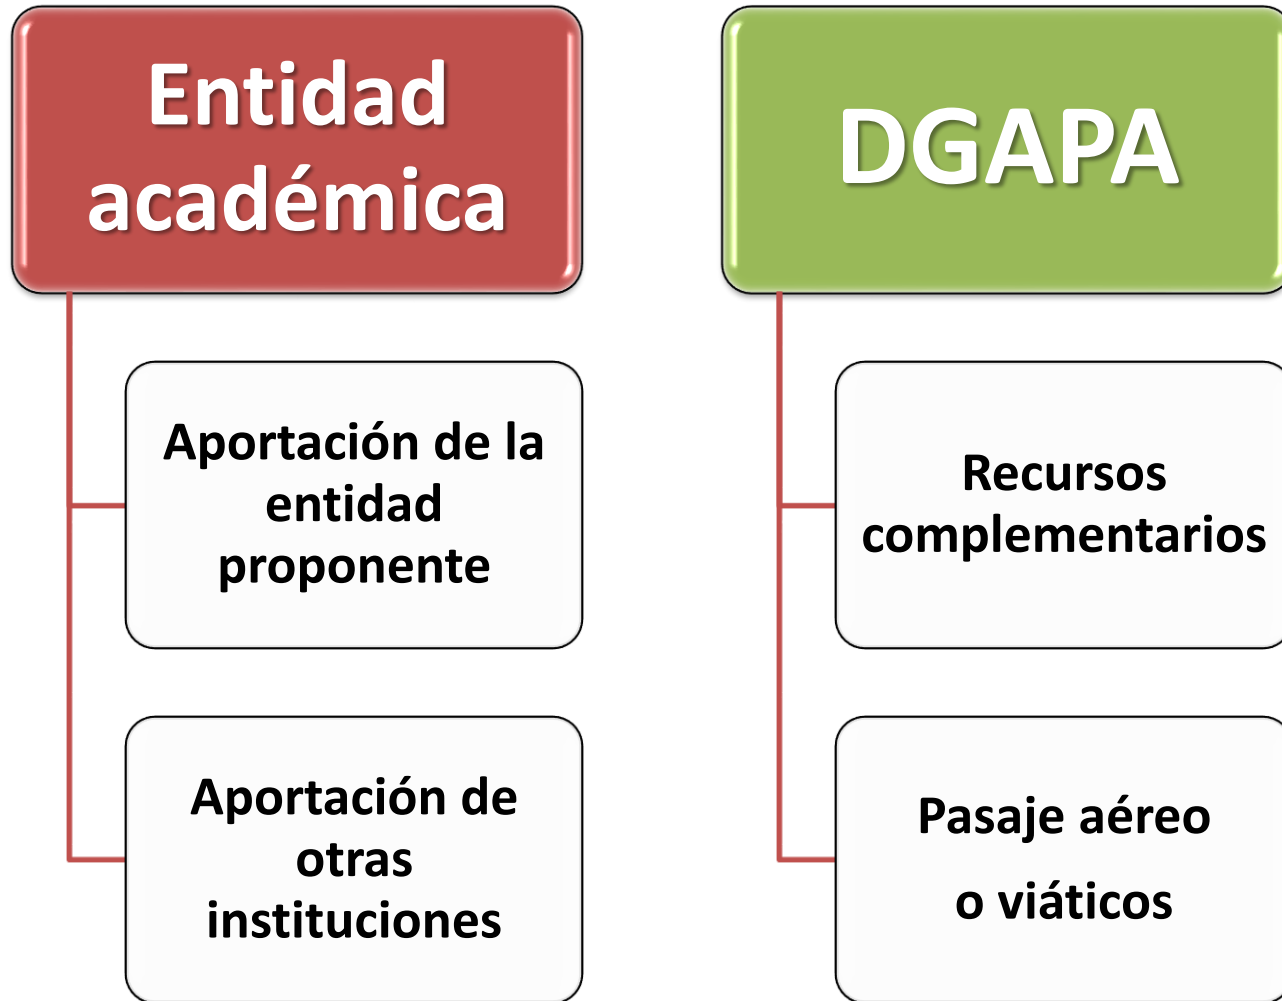 Entidad
académica
Aportación de la
entidad
proponente
Aportación de
otras
instituciones
DGAPA
Recursos
complementarios
Pasaje aéreo
o viáticos